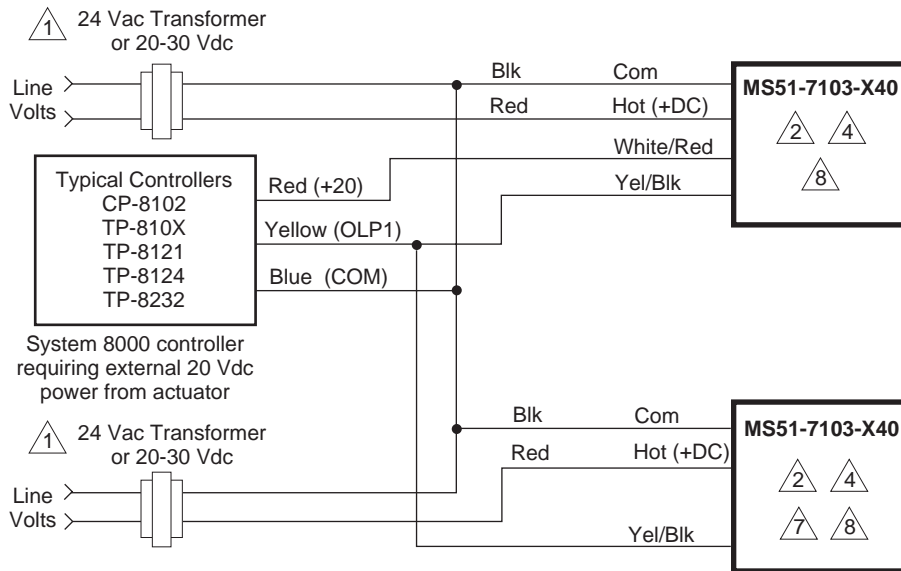 1 24 Vac Transformer
or 20-30 Vdc
Line
Volts
Blk Com
Red Hot (+DC)
White/Red
Yel/Blk
MS51-7103-X40
2 4
8
Typical Controllers
CP-8102
TP-810X
TP-8121
TP-8124
TP-8232
Red (+20)
Yellow (OLP1)
Blue (COM)
System 8000 controller
requiring external 20 Vdc
power from actuator
1 24 Vac Transformer
or 20-30 Vdc
Line
Volts
Blk Com
Red Hot (+DC)
Yel/Blk
MS51-7103-X40
2 4
7 8